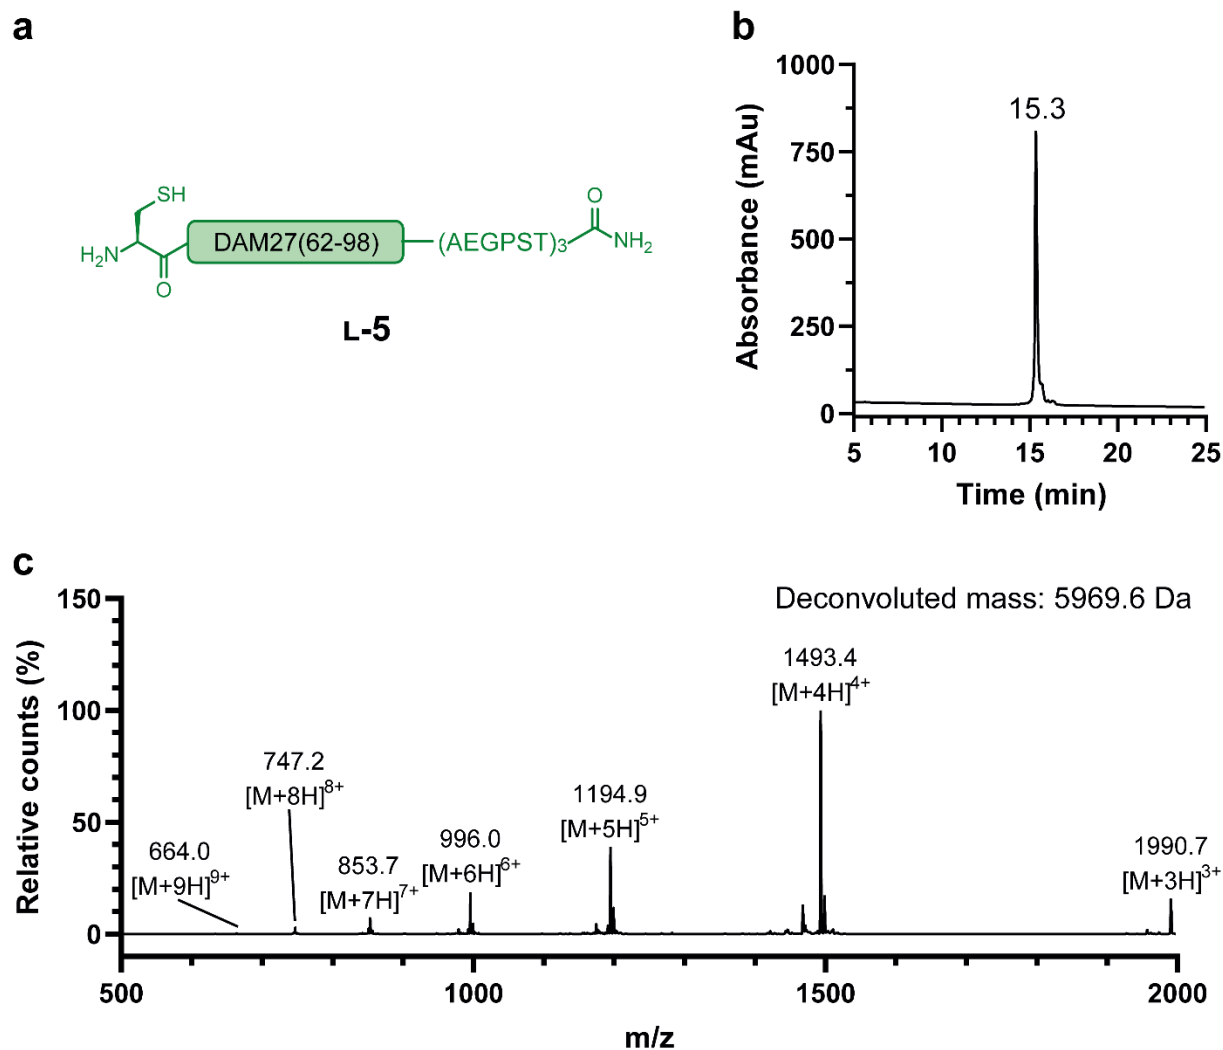 a
SH
H₂N
O
DAM27(62-98)
(AEGPST)₃
O
NH₂
L-5
b
15.3
Absorbance (mAu)
1000
750
500
250
0
5 10 15 20 25
Time (min)
c
Deconvoluted mass: 5969.6 Da
Relative counts (%)
150
100
50
0
664.0
[M+9H]⁹⁺
747.2
[M+8H]⁸⁺
853.7
[M+7H]⁷⁺
996.0
[M+6H]⁶⁺
1194.9
[M+5H]⁵⁺
1493.4
[M+4H]⁴⁺
1990.7
[M+3H]³⁺
500 1000 1500 2000
m/z